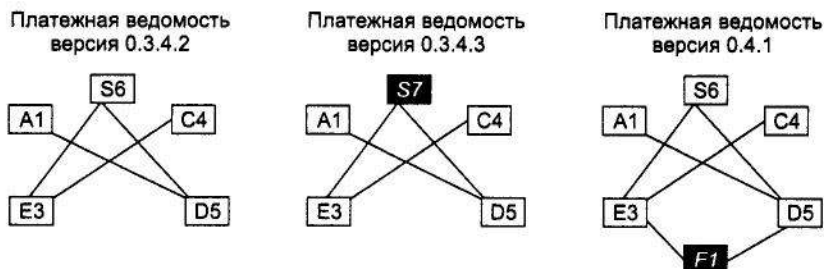 Платежная ведомость
версия 0.3.4.2
S6
A1
C4
E3
D5
Платежная ведомость
версия 0.3.4.3
S7
A1
C4
E3
D5
Платежная ведомость
версия 0.4.1
S6
A1
C4
E3
D5
F1